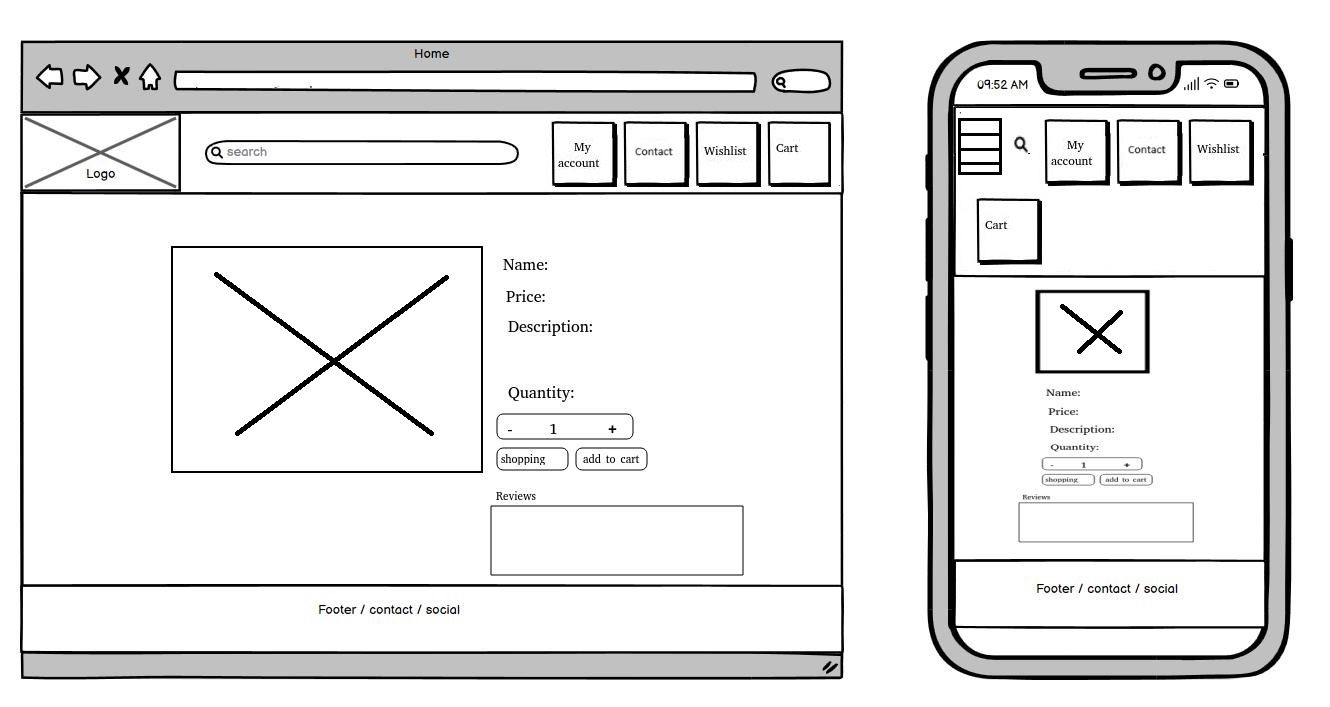 Home
Logo
search
My
account
Contact
Wishlist
Cart
Name:
Price:
Description:
Quantity:
- 1 +
shopping
add to cart
Reviews
Footer / contact / social
09:52 AM
My
account
Contact
Wishlist
Cart
Name:
Price:
Description:
Quantity:
- 1 +
shopping
add to cart
Reviews
Footer / contact / social